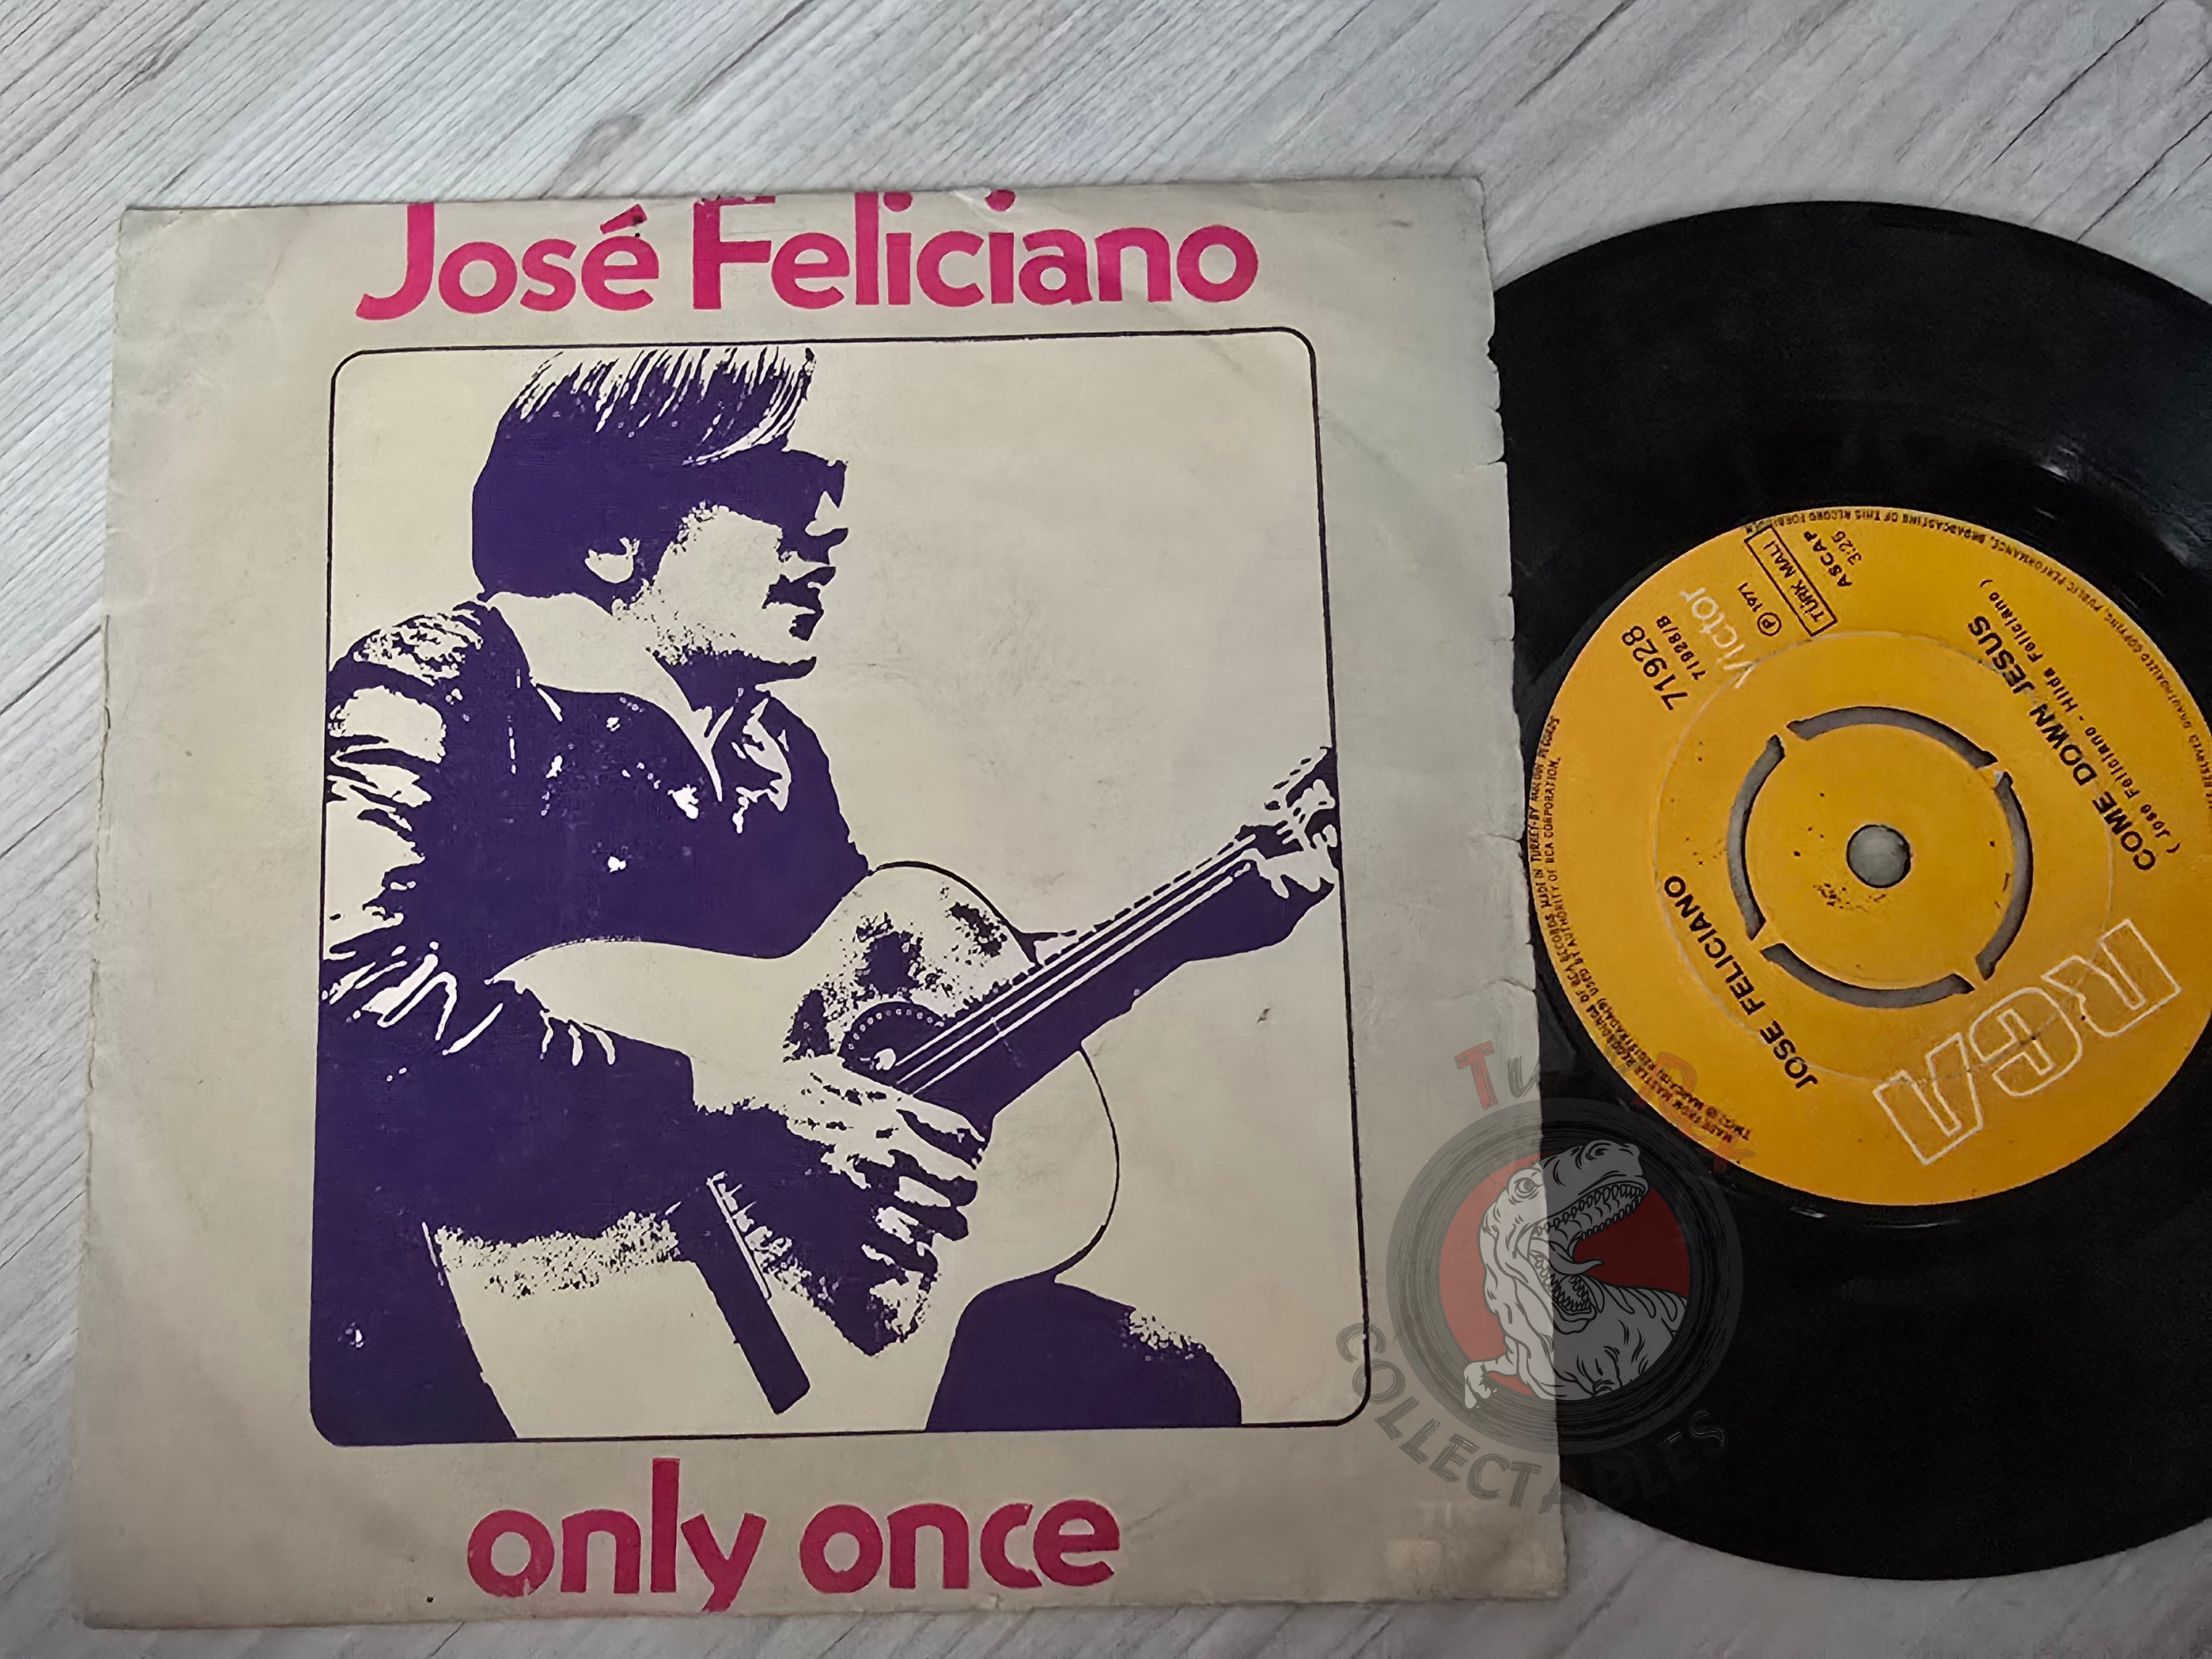 José Feliciano
only once
RCA
Victor
71928
71928/B
℗ 1971
TÜRK MALI
ASCAP
3:25
COME DOWN JESUS
( Jose Feliciano - Hilda Feliciano )
JOSE FELICIANO
COLLECTABLES